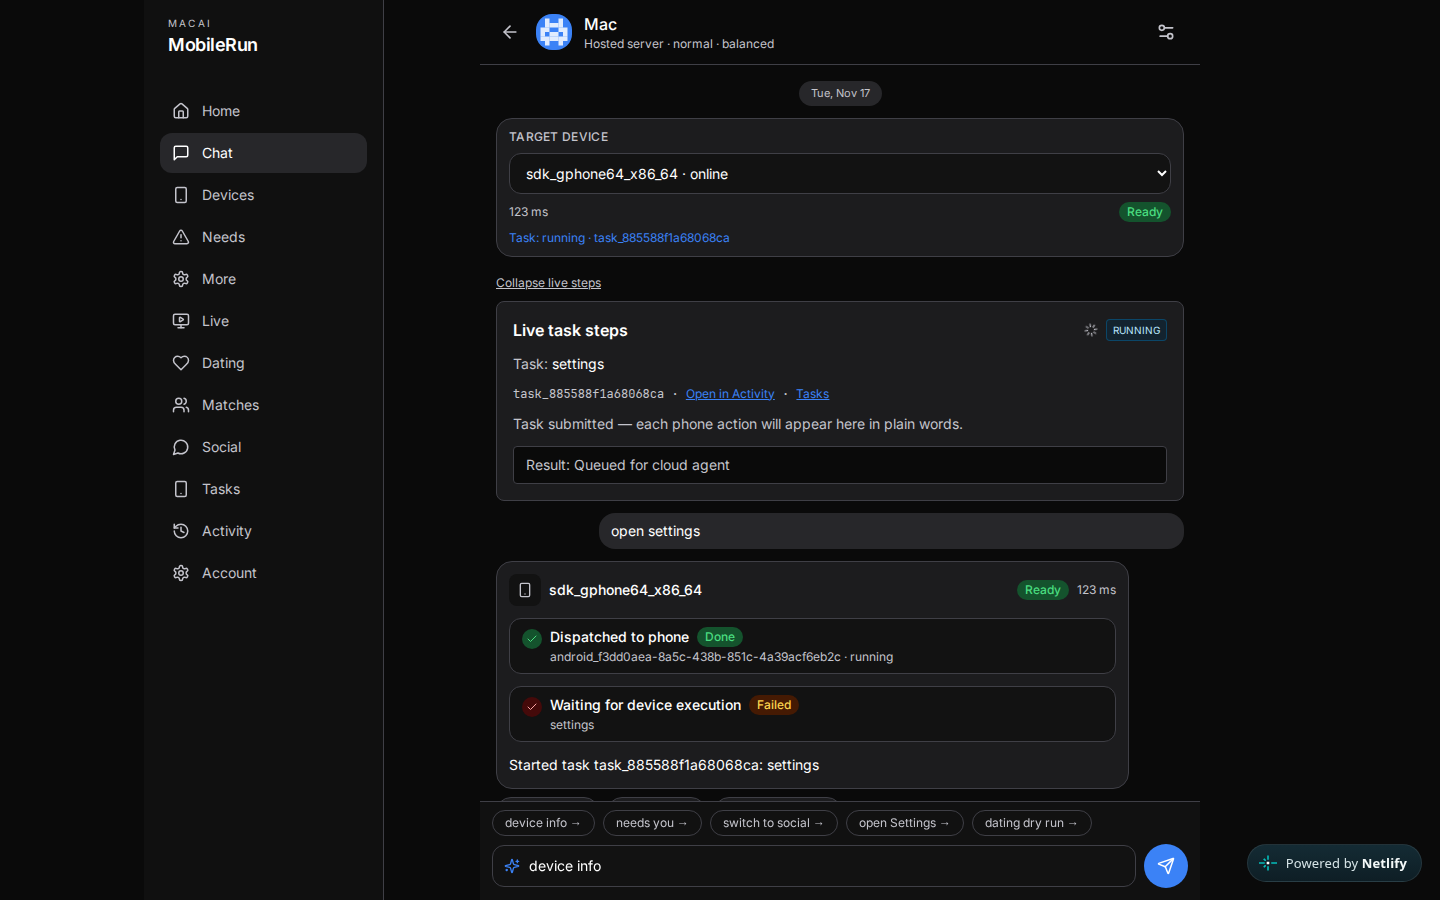 MACAI
MobileRun
Home
Chat
Devices
Needs
More
Live
Dating
Matches
Social
Tasks
Activity
Account
Mac
Hosted server · normal · balanced
Tue, Nov 17
TARGET DEVICE
sdk_gphone64_x86_64 · online
123 ms
Ready
Task: running · task_885588f1a68068ca
Collapse live steps
Live task steps
RUNNING
Task: settings
task_885588f1a68068ca · Open in Activity · Tasks
Task submitted — each phone action will appear here in plain words.
Result: Queued for cloud agent
open settings
sdk_gphone64_x86_64
Ready 123 ms
Dispatched to phone Done
android_f3dd0aea-8a5c-438b-851c-4a39acf6eb2c · running
Waiting for device execution Failed
settings
Started task task_885588f1a68068ca: settings
device info → needs you → switch to social → open Settings → dating dry run →
device info
Powered by Netlify